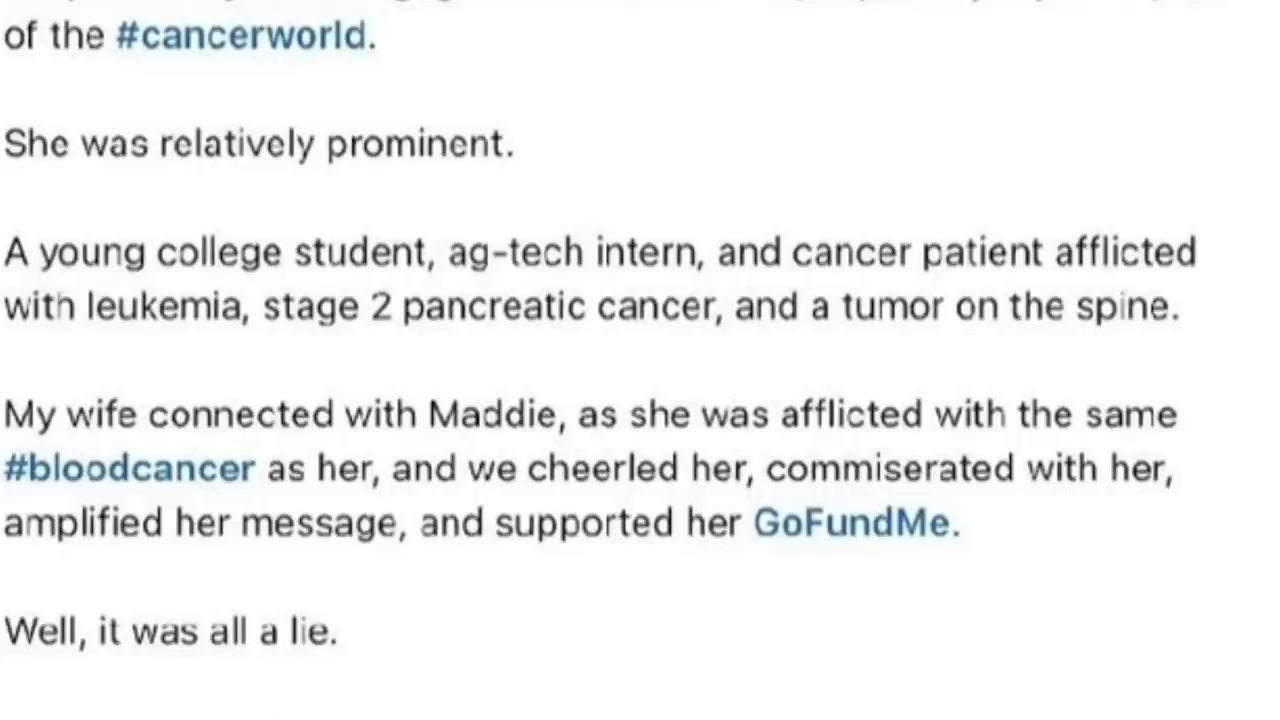 of the #cancerworld.
She was relatively prominent.
A young college student, ag-tech intern, and cancer patient afflicted
with leukemia, stage 2 pancreatic cancer, and a tumor on the spine.
My wife connected with Maddie, as she was afflicted with the same
#bloodcancer as her, and we cheerled her, commiserated with her,
amplified her message, and supported her GoFundMe.
Well, it was all a lie.